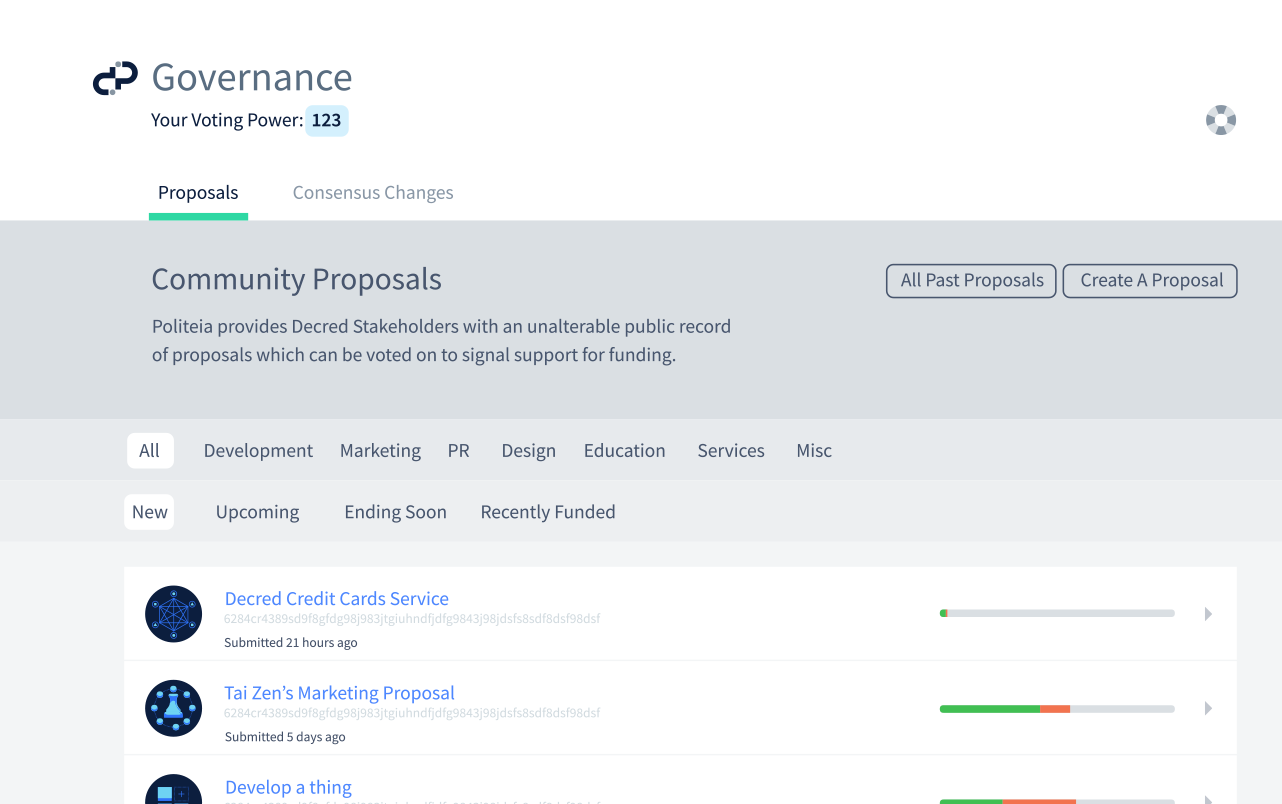 Governance
Your Voting Power: 123
Proposals Consensus Changes
Community Proposals
All Past Proposals Create A Proposal
Politeia provides Decred Stakeholders with an unalterable public record
of proposals which can be voted on to signal support for funding.
All Development Marketing PR Design Education Services Misc
New Upcoming Ending Soon Recently Funded
Decred Credit Cards Service
6284cr4389sd9f8gfdg98j983jtgiuhndfjdfg9843j98jdsfs8sdf8dsf98dsf
Submitted 21 hours ago
Tai Zen’s Marketing Proposal
6284cr4389sd9f8gfdg98j983jtgiuhndfjdfg9843j98jdsfs8sdf8dsf98dsf
Submitted 5 days ago
Develop a thing